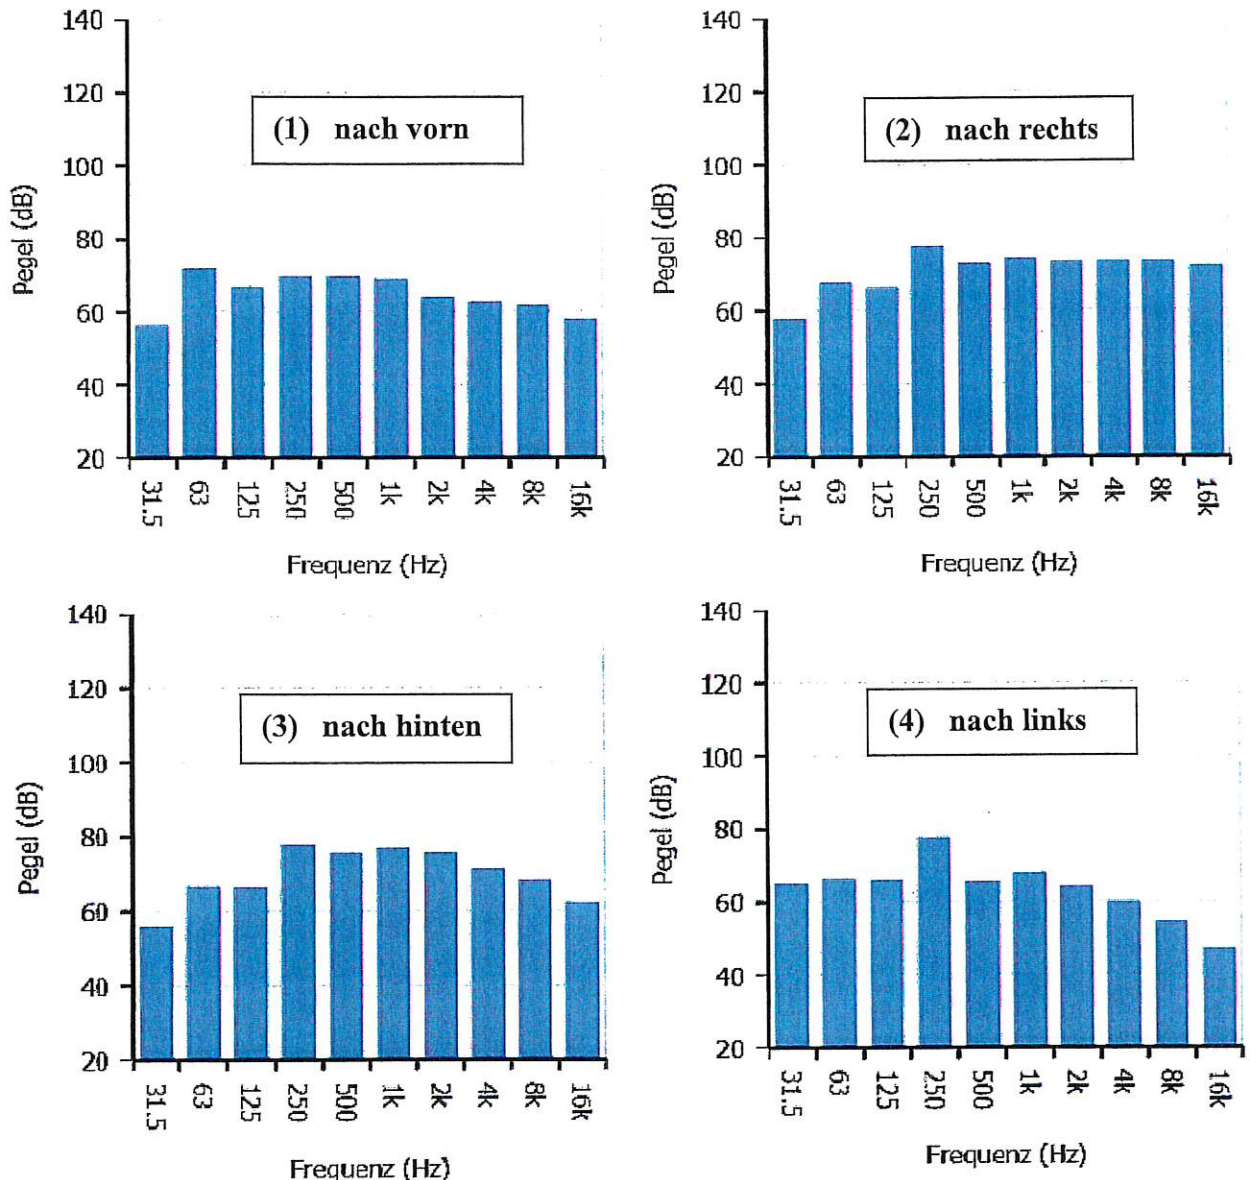 140
120
100
80
60
40
20
Pegel (dB)
(1) nach vorn
31.5 63 125 250 500 1k 2k 4k 8k 16k
Frequenz (Hz)
140
120
100
80
60
40
20
Pegel (dB)
(2) nach rechts
31.5 63 125 250 500 1k 2k 4k 8k 16k
Frequenz (Hz)
140
120
100
80
60
40
20
Pegel (dB)
(3) nach hinten
31.5 63 125 250 500 1k 2k 4k 8k 16k
Frequenz (Hz)
140
120
100
80
60
40
20
Pegel (dB)
(4) nach links
31.5 63 125 250 500 1k 2k 4k 8k 16k
Frequenz (Hz)